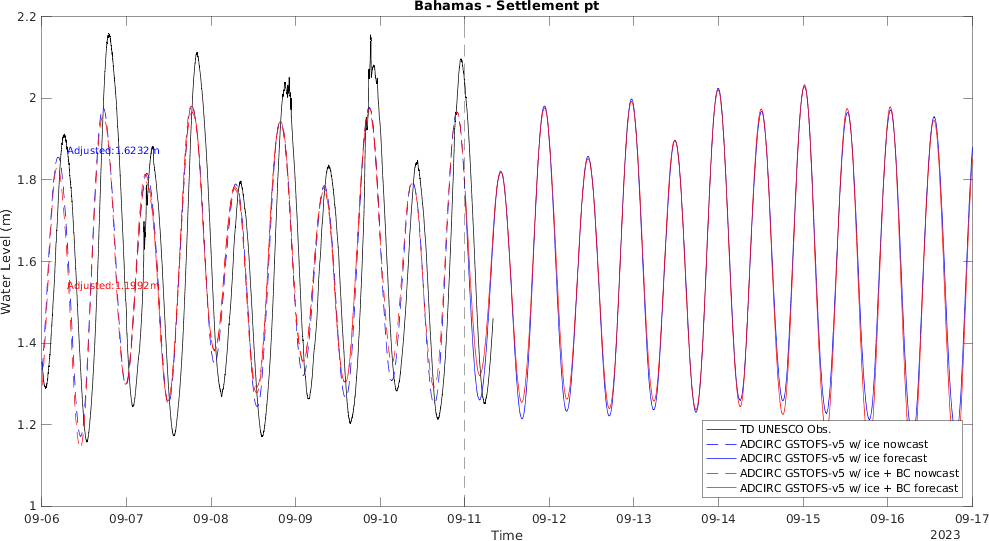 Bahamas - Settlement pt
2.2
2
1.8
1.6
1.4
1.2
1
Water Level (m)
Adjusted:1.6232m
Adjusted:1.1992m
TD UNESCO Obs.
ADCIRC GSTOFS-v5 w/ ice nowcast
ADCIRC GSTOFS-v5 w/ ice forecast
ADCIRC GSTOFS-v5 w/ ice + BC nowcast
ADCIRC GSTOFS-v5 w/ ice + BC forecast
09-06 09-07 09-08 09-09 09-10 09-11 09-12 09-13 09-14 09-15 09-16 09-17
Time
2023